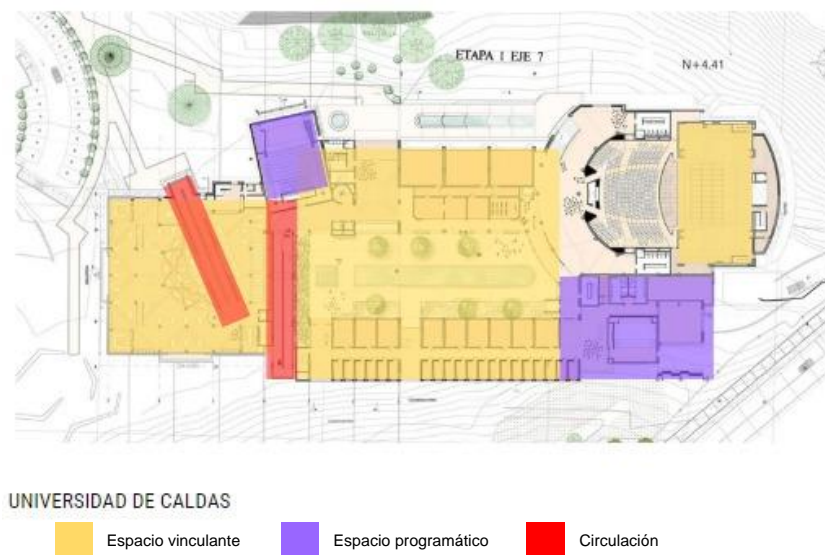 ETAPA I EJE 7
N+4.41
UNIVERSIDAD DE CALDAS
Espacio vinculante
Espacio programático
Circulación